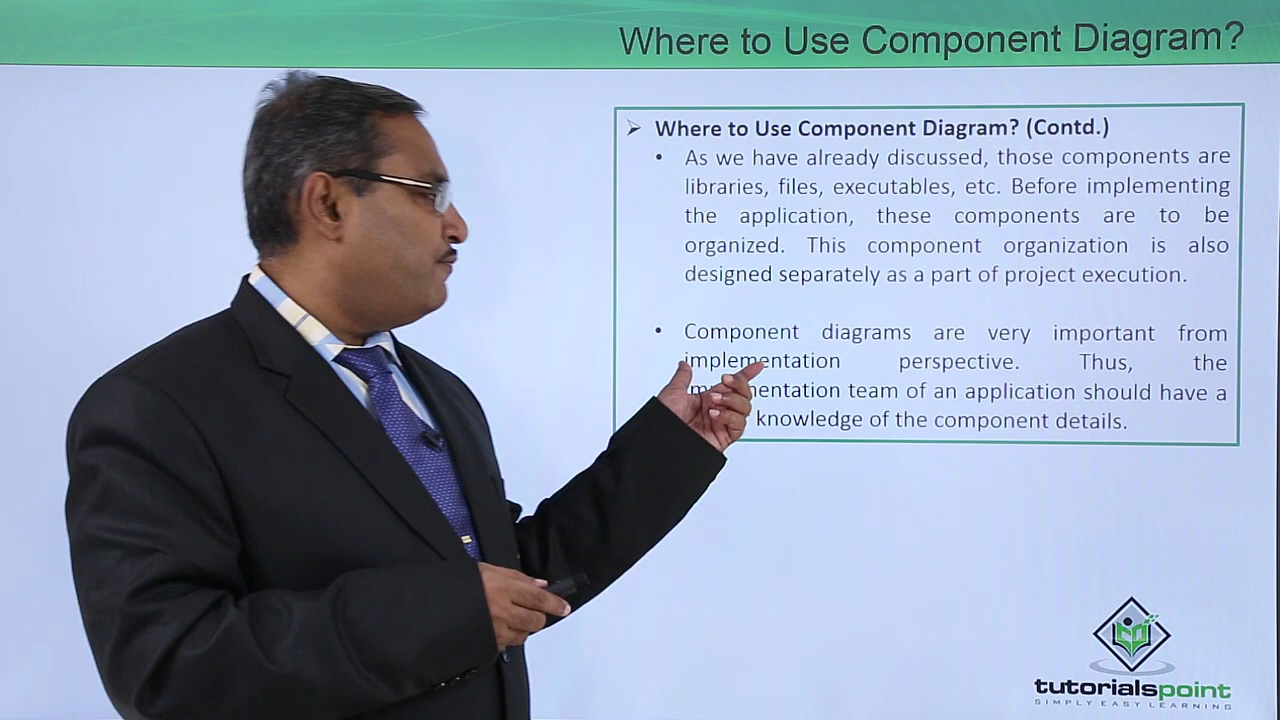 Where to Use Component Diagram?
Where to Use Component Diagram? (Contd.)
As we have already discussed, those components are
libraries, files, executables, etc. Before implementing
the application, these components are to be
organized. This component organization is also
designed separately as a part of project execution.
Component diagrams are very important from
implementation perspective. Thus, the
team of an application should have a
knowledge of the component details.
tutorialspoint
SIMPLY EASY LEARNING